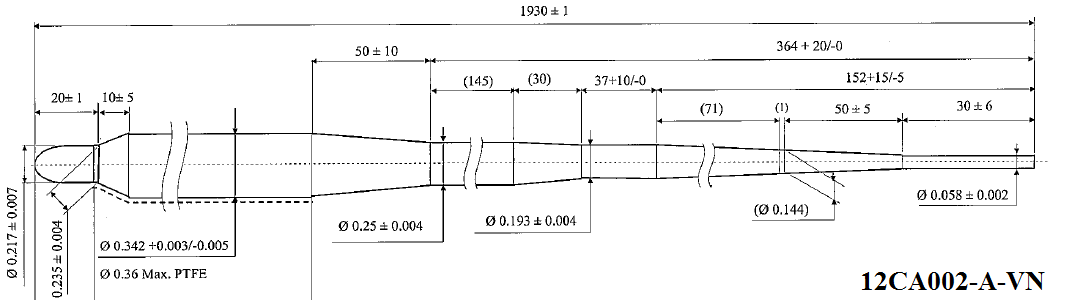 1930 ± 1
50 ± 10
364 + 20/-0
(145)
(30)
37+10/-0
152+15/-5
20± 1
10± 5
(71)
(1)
50 ± 5
30 ± 6
Ø 0.217 ± 0.007
0.235 ± 0.004
Ø 0.342 +0.003/-0.005
Ø 0.36 Max. PTFE
Ø 0.25 ± 0.004
Ø 0.193 ± 0.004
(Ø 0.144)
Ø 0.058 ± 0.002
12CA002-A-VN